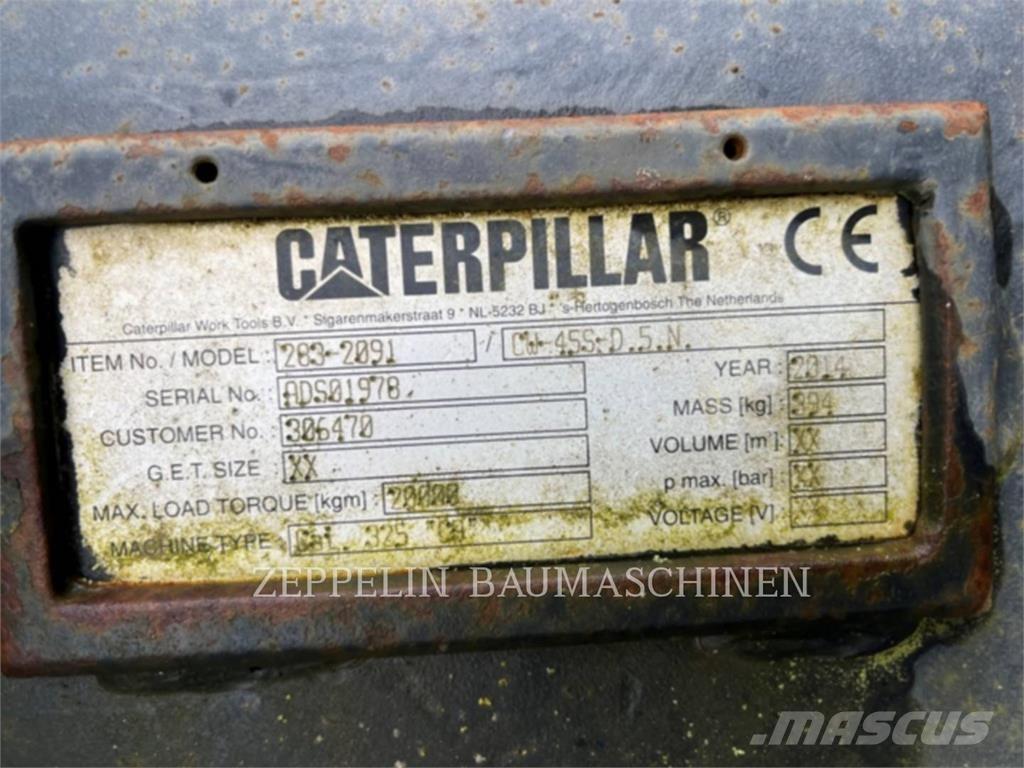 CATERPILLAR® CE
Caterpillar Work Tools B.V. * Sigarenmakerstraat 9 * NL-5232 BJ * 's-Hertogenbosch The Netherlands
ITEM No. / MODEL : 283-2091 / CW-45S-D.5.N.
SERIAL No. : ADS01978. YEAR : 2014
CUSTOMER No. : 306470 MASS [kg] : 394
G.E.T. SIZE : XX VOLUME [m³] : XX
MAX. LOAD TORQUE [kgm] : 20000 p max. [bar] : XX
MACHINE TYPE : 325 VOLTAGE [V] :
ZEPPELIN BAUMASCHINEN
MASCUS